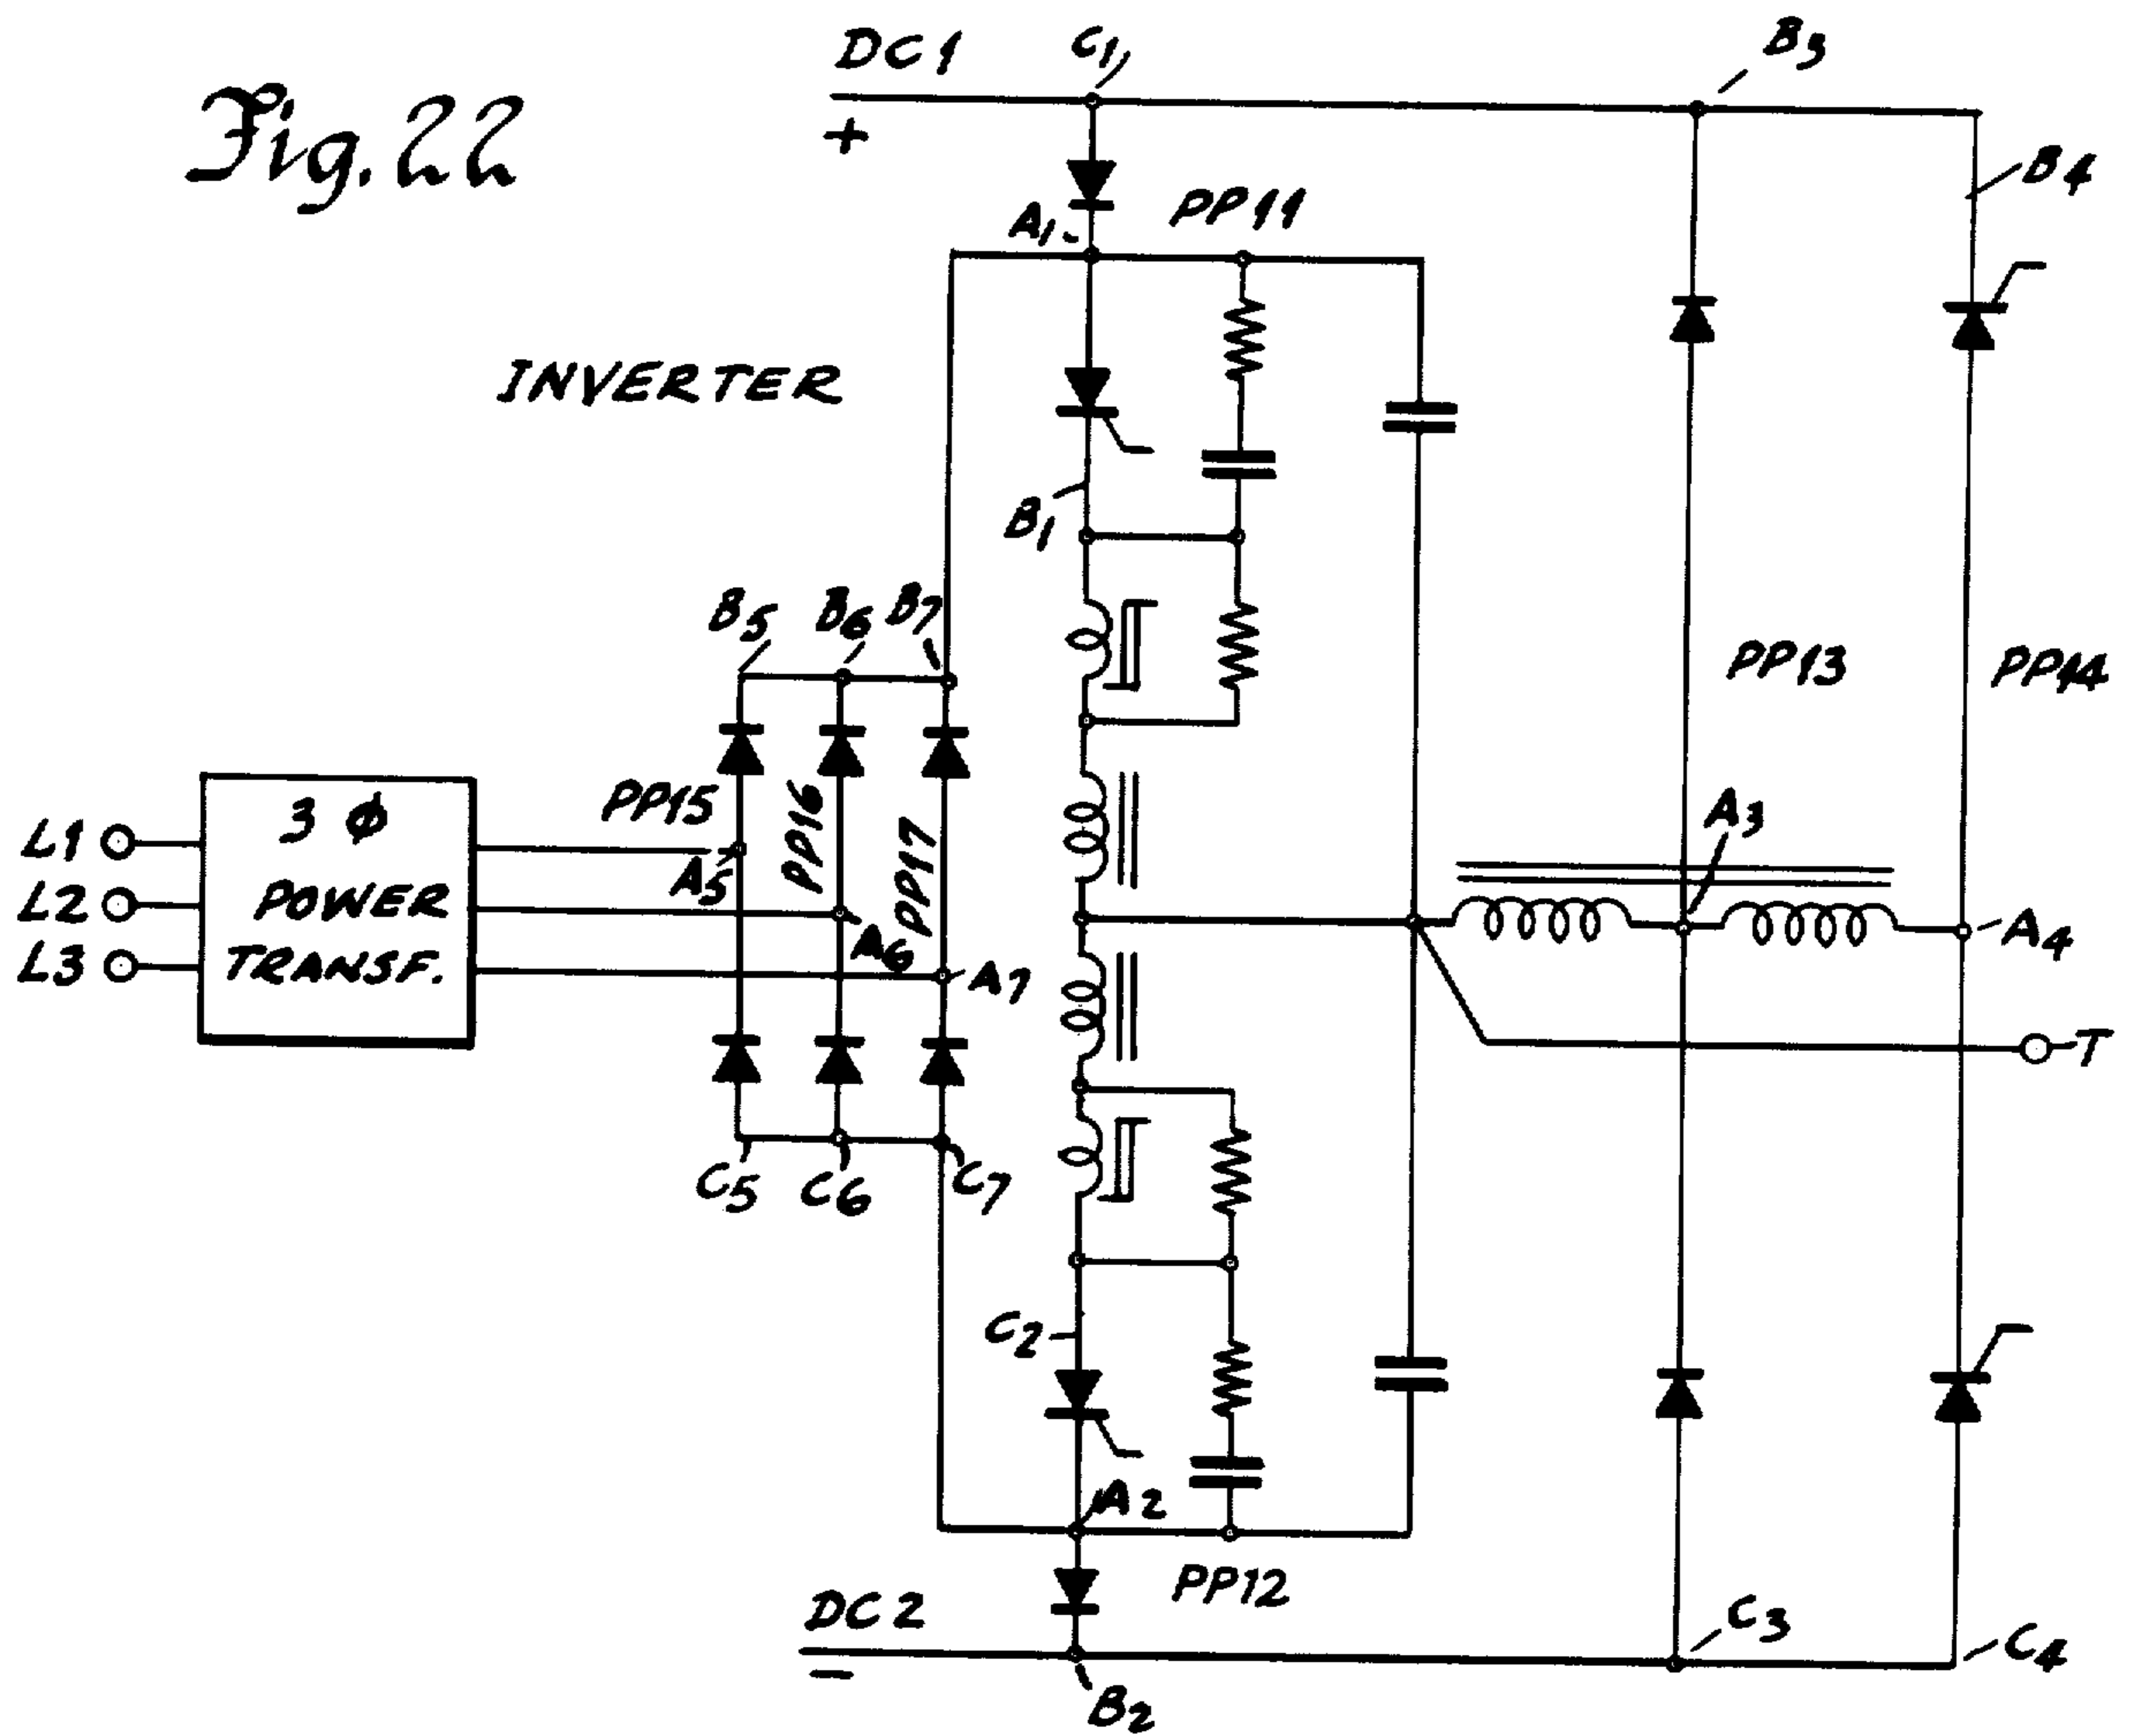 Fig. 22
DC1
+
C1
B3
B4
A1
PP11
INVERTER
B1
B5
B6
B7
PP13
PP14
PP15
PP16
PP17
L1
L2
L3
3 ϕ
POWER
TRANSF.
A5
A6
A7
A3
A4
T
C5
C6
C7
C2
A2
PP12
DC2
−
B2
C3
C4